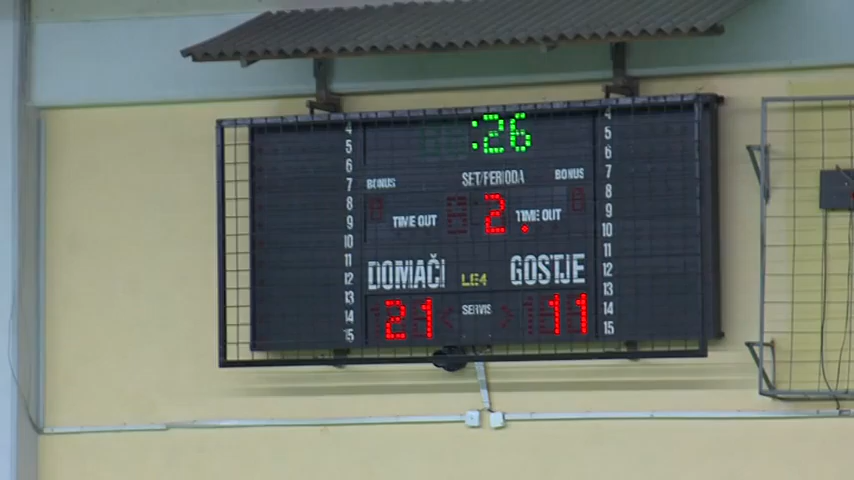 :26
4 4
5 5
6 6
BONUS SET/PERIODA BONUS
7 7
8 8
2.
9 TIME OUT TIME OUT 9
10 10
11 11
DOMAČI LE4 GOSTJE
12 12
13 13
SERVIS
14 21 11 14
15 15